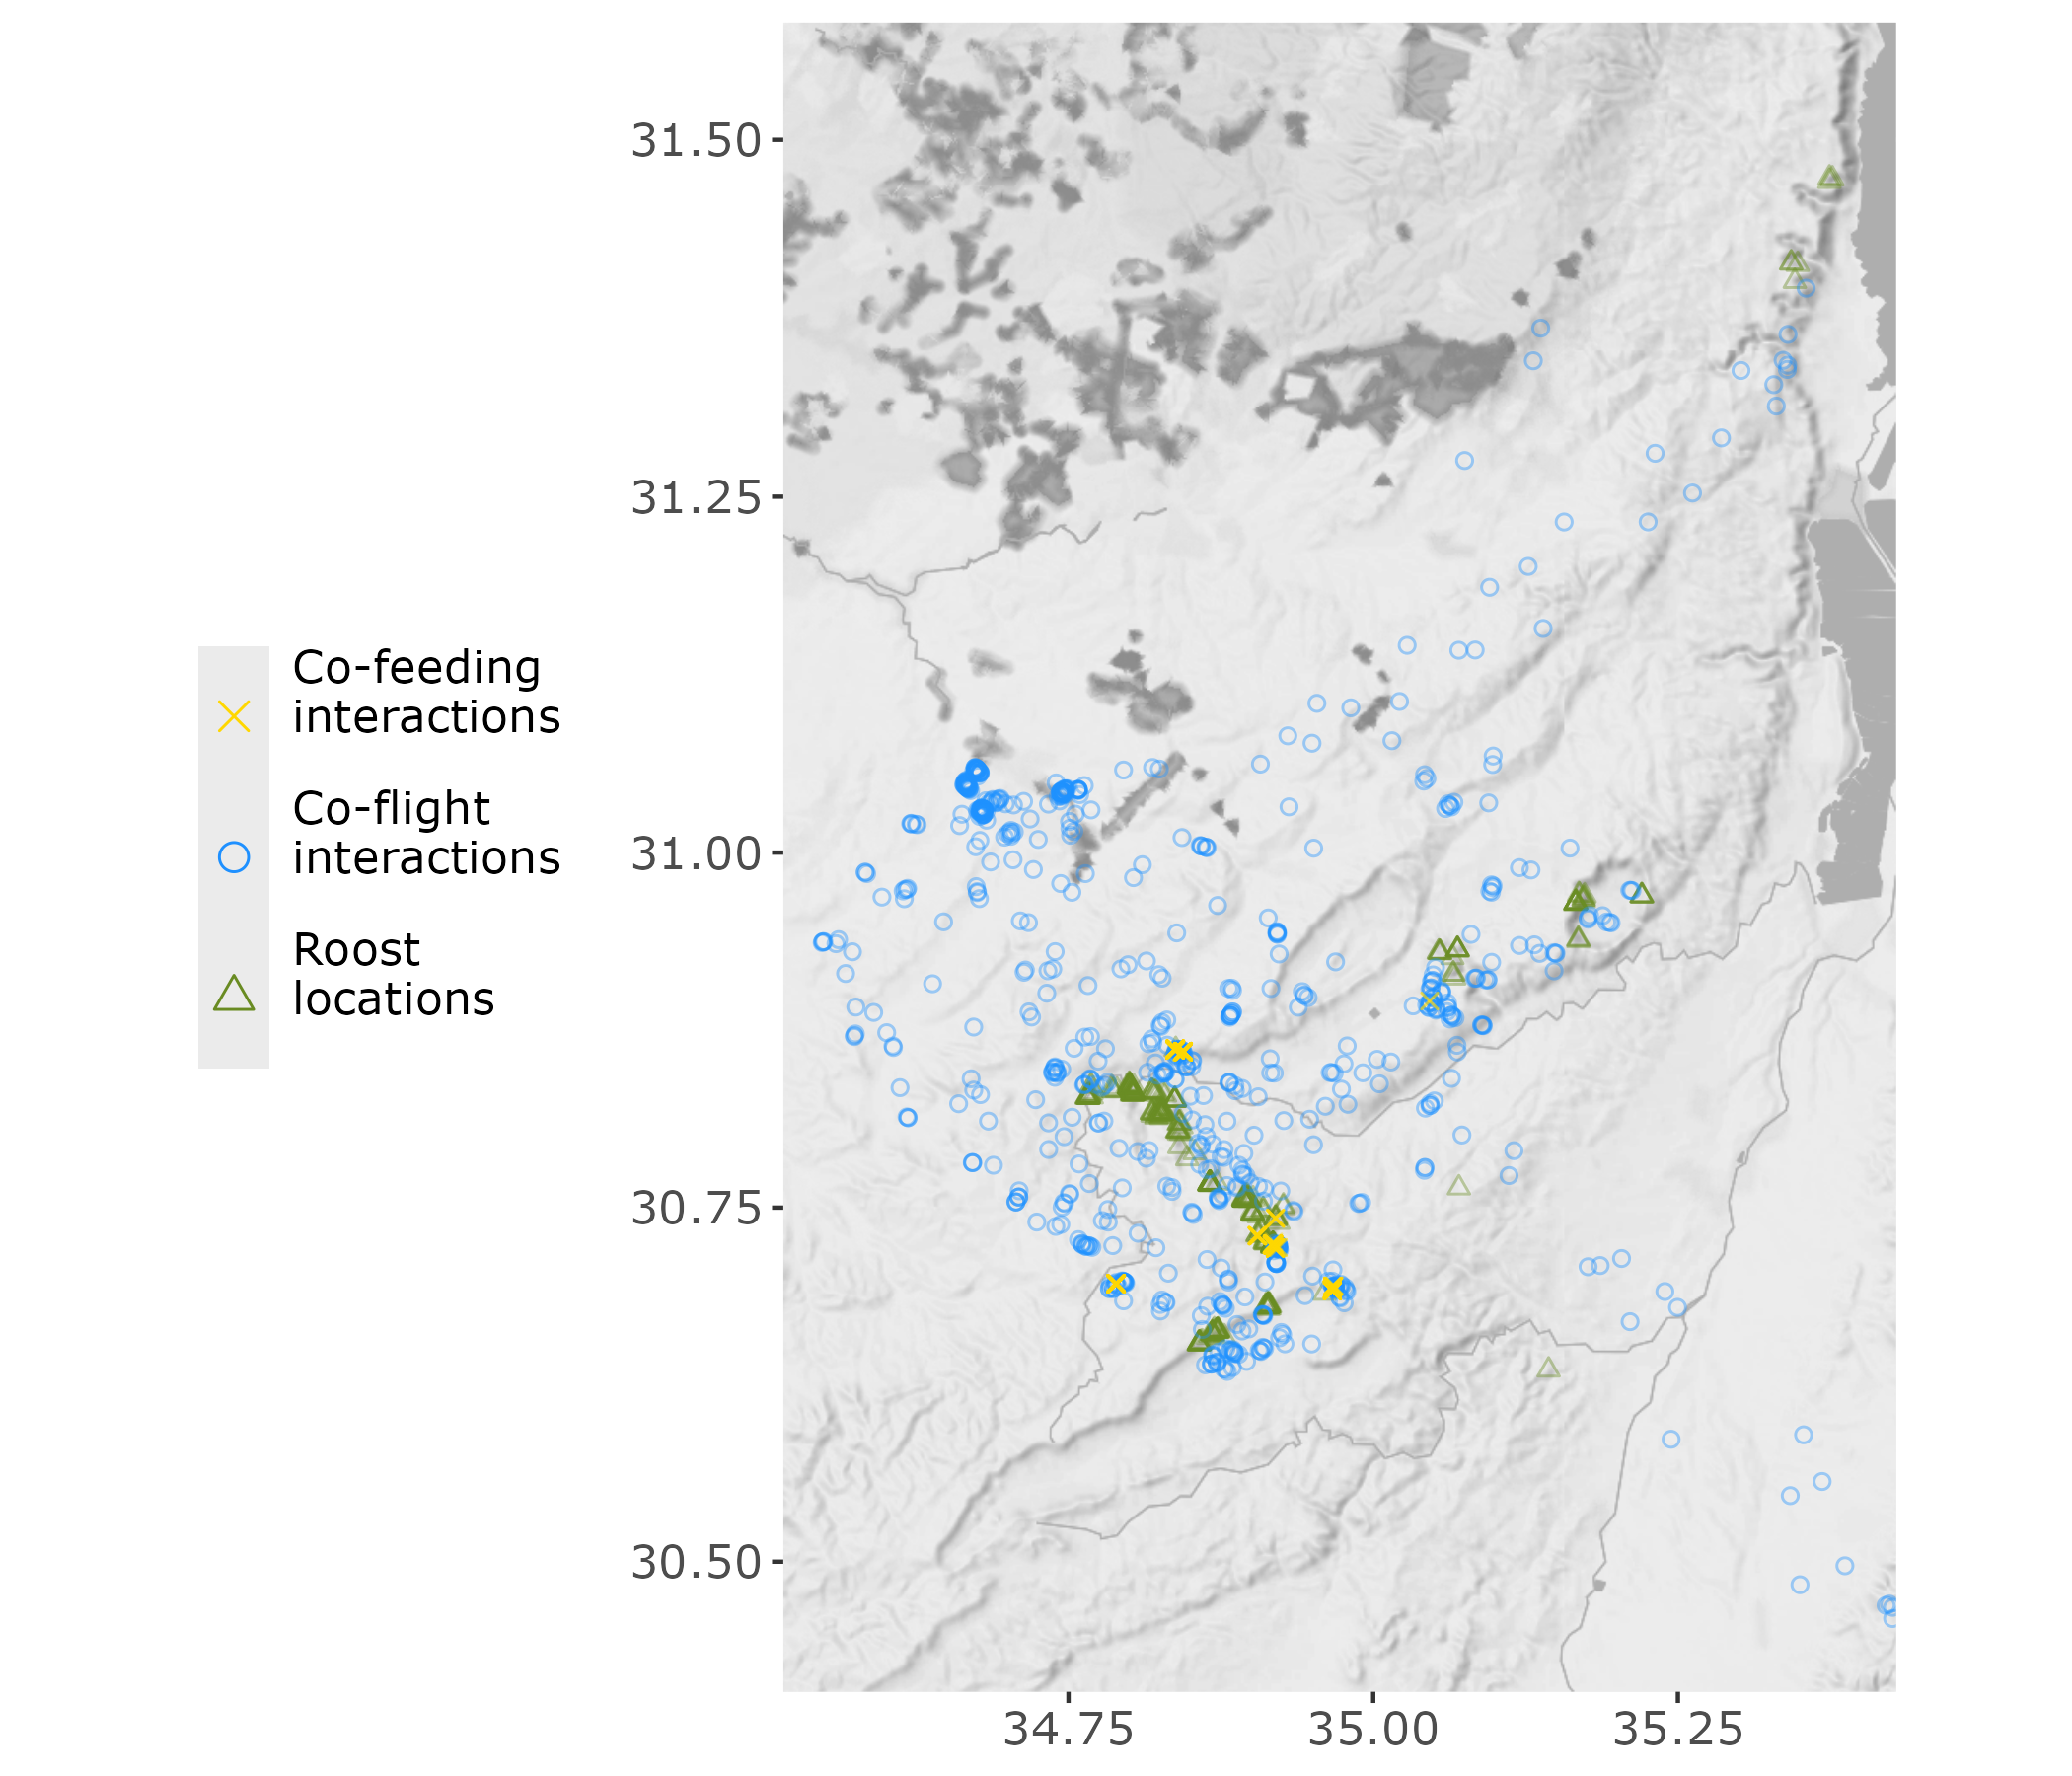 Co-feeding
interactions
Co-flight
interactions
Roost
locations
31.50
31.25
31.00
30.75
30.50
34.75
35.00
35.25